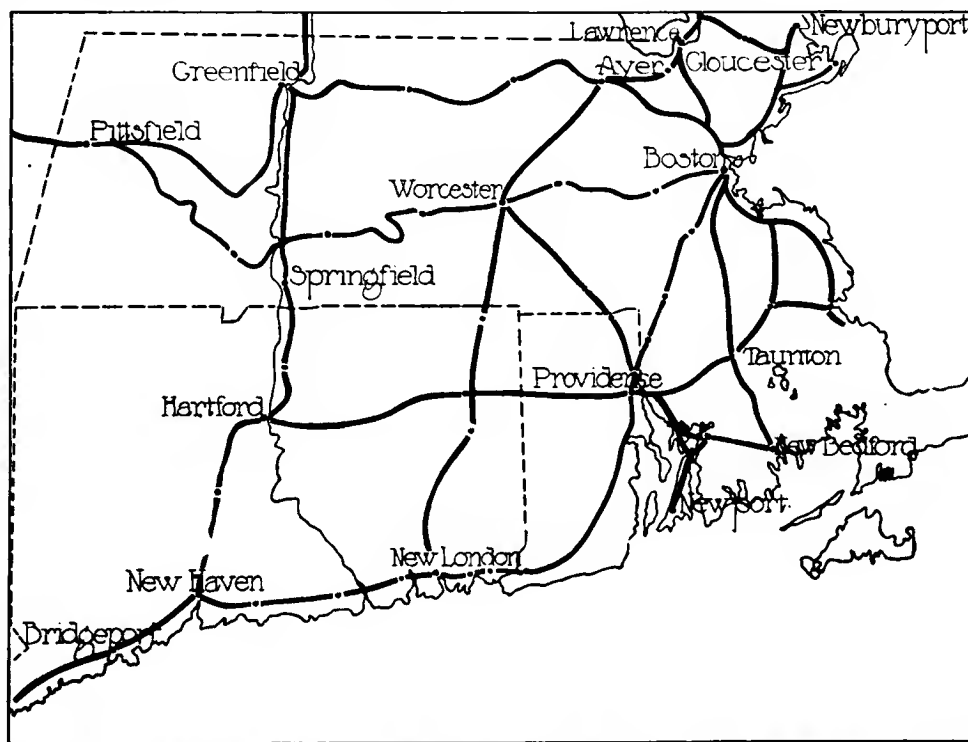 Newburyport
Lawrence
Greenfield
Ayer
Gloucester
Pittsfield
Boston
Worcester
Springfield
Taunton
Providence
Hartford
New Bedford
Newport
New London
New Haven
Bridgeport